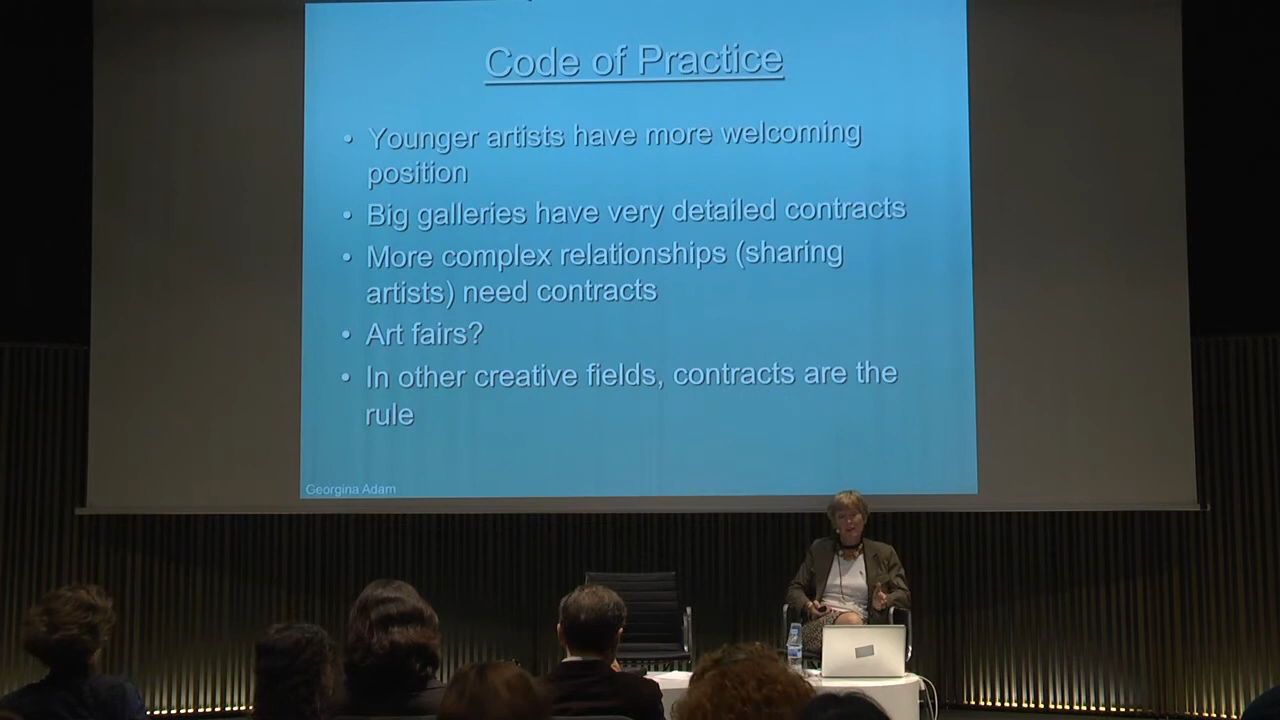 Code of Practice
• Younger artists have more welcoming
position
• Big galleries have very detailed contracts
• More complex relationships (sharing
artists) need contracts
• Art fairs?
• In other creative fields, contracts are the
rule
Georgina Adam